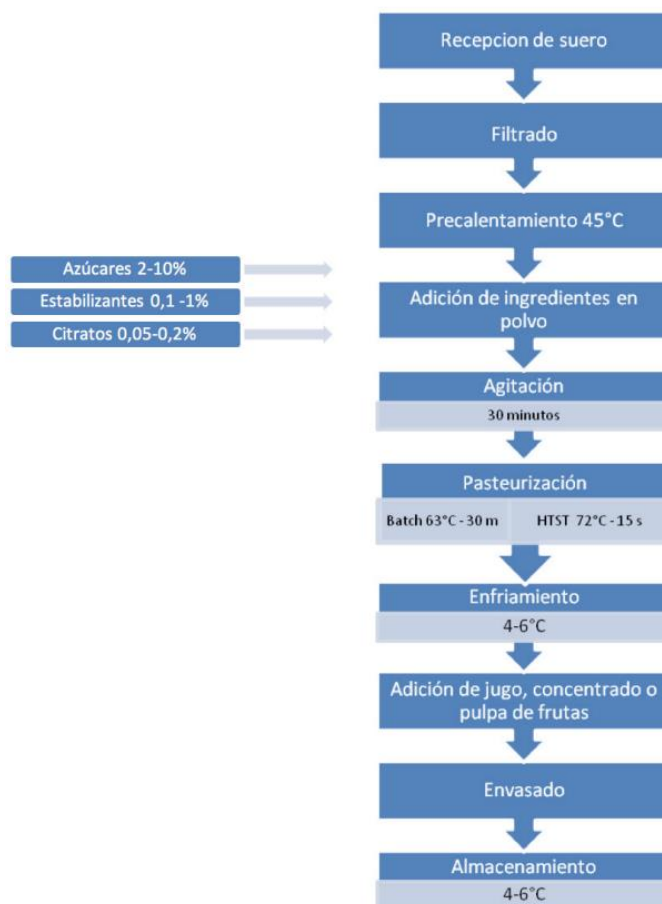 Recepcion de suero
Filtrado
Precalentamiento 45°C
Azúcares 2-10%
Estabilizantes 0,1 -1%
Citratos 0,05-0,2%
Adición de ingredientes en
polvo
Agitación
30 minutos
Pasteurización
Batch 63°C - 30 m
HTST 72°C - 15 s
Enfriamiento
4-6°C
Adición de jugo, concentrado o
pulpa de frutas
Envasado
Almacenamiento
4-6°C